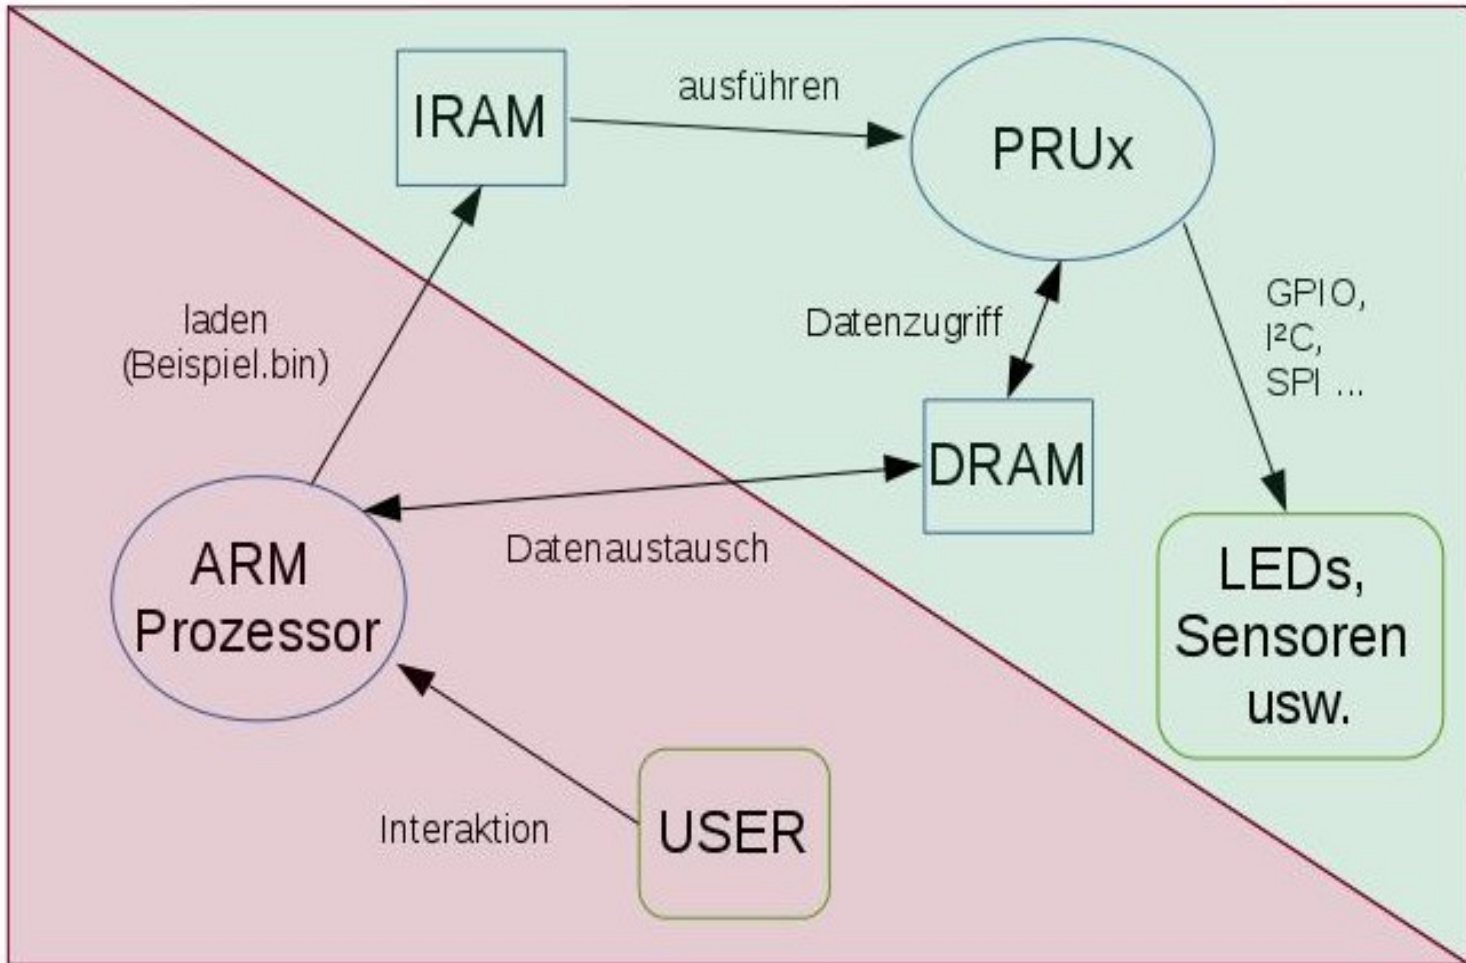 IRAM
ausführen
PRUx
laden
(Beispiel.bin)
Datenzugriff
GPIO,
I²C,
SPI ...
DRAM
ARM
Prozessor
Datenaustausch
LEDs,
Sensoren
usw.
Interaktion
USER